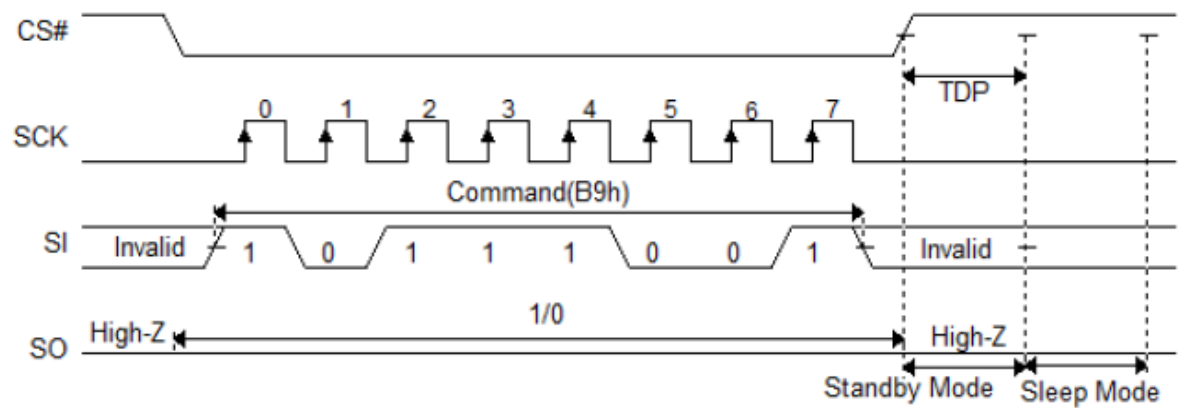 CS#
TDP
SCK 0 1 2 3 4 5 6 7
Command(B9h)
SI Invalid 1 0 1 1 1 0 0 1 Invalid
1/0
SO High-Z High-Z
Standby Mode Sleep Mode